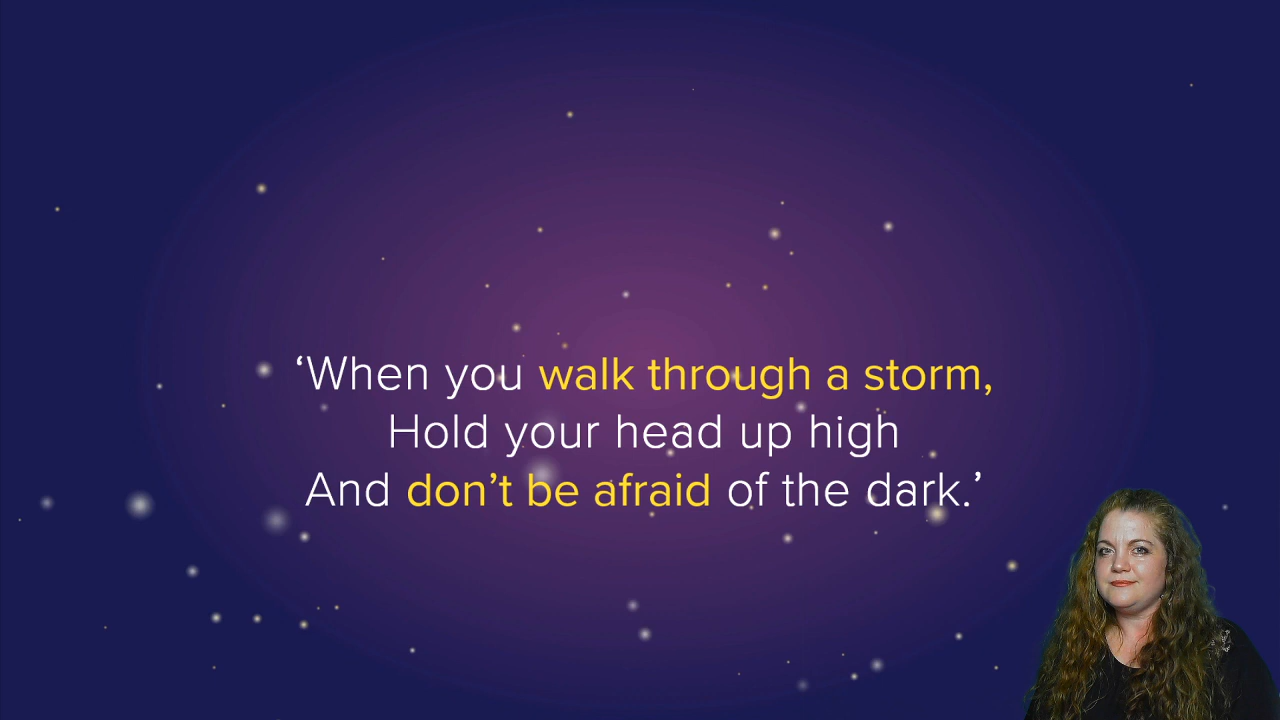 ‘When you walk through a storm,
Hold your head up high
And don’t be afraid of the dark.’